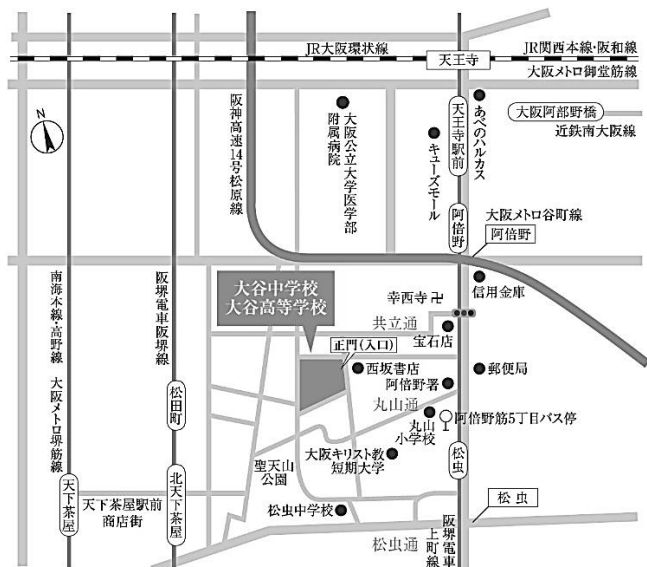 JR大阪環状線
天王寺
JR関西本線・阪和線
大阪メトロ御堂筋線
N
阪神高速14号松原線
大阪公立大学医学部
附属病院
キューズモール
天王寺駅前
あべのハルカス
大阪阿部野橋
近鉄南大阪線
阿倍野
大阪メトロ谷町線
阿倍野
南海本線・高野線
大阪メトロ堺筋線
阪堺電車阪堺線
大谷中学校
大谷高等学校
幸西寺卍
信用金庫
共立通
宝石店
正門(入口)
西坂書店
郵便局
阿倍野署
松田町
丸山通
丸山
小学校
阿倍野筋5丁目バス停
大阪キリスト教
短期大学
聖天山
公園
松虫
天下茶屋
天下茶屋駅前
商店街
北天下茶屋
松虫中学校
松虫
松虫通
阪堺電車
上町線